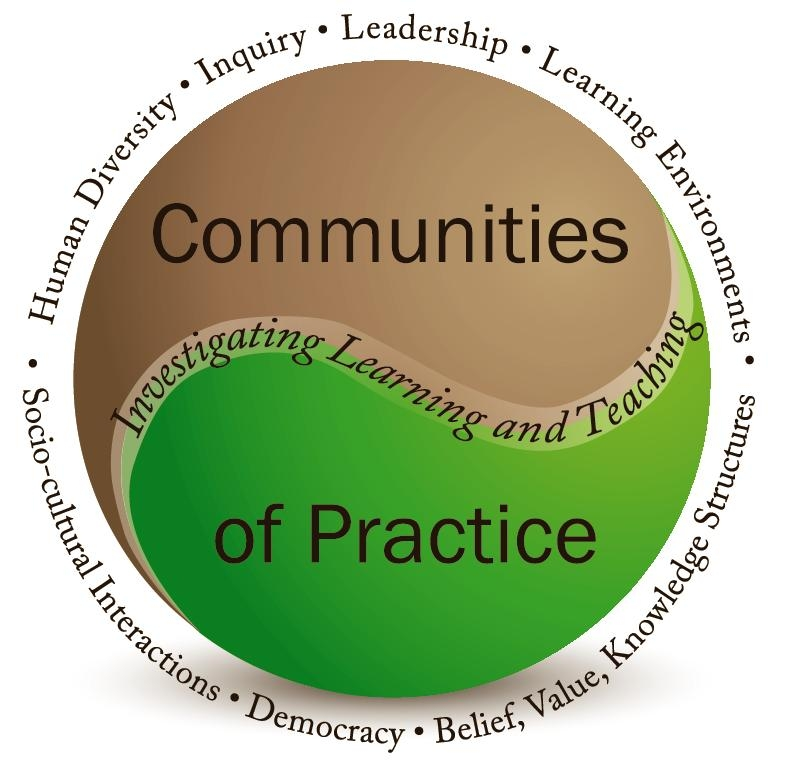 Human Diversity • Inquiry • Leadership • Learning Environments •
Communities
Investigating Learning and Teaching
of Practice
• Socio-cultural Interactions • Democracy • Belief, Value, Knowledge Structures